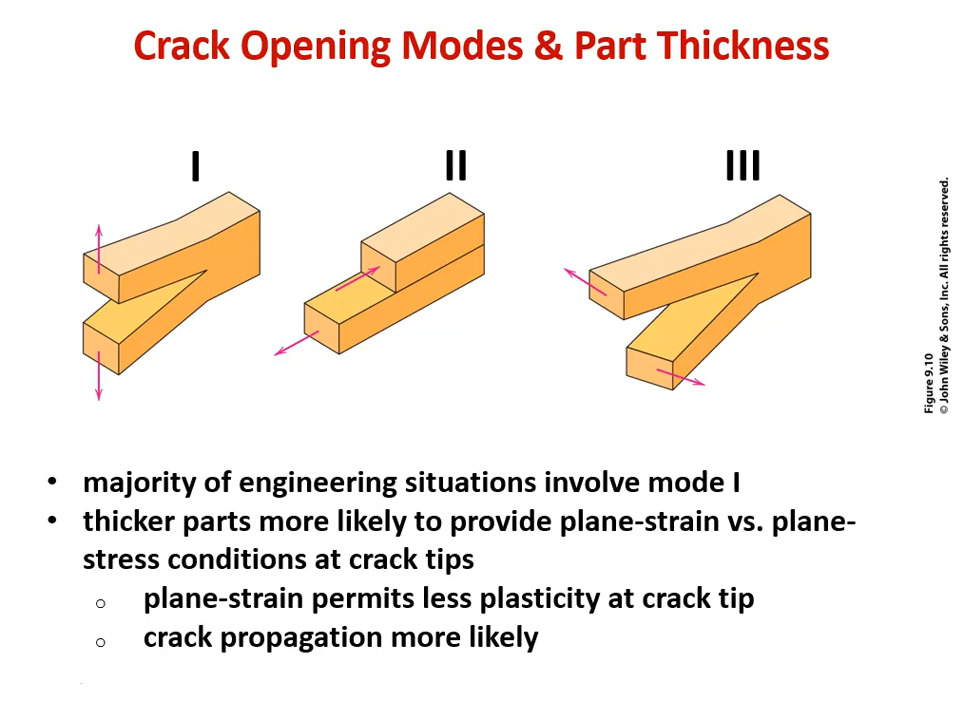 Crack Opening Modes & Part Thickness
I
II
III
Figure 9.10
© John Wiley & Sons, Inc. All rights reserved.
• majority of engineering situations involve mode I
• thicker parts more likely to provide plane-strain vs. plane-
stress conditions at crack tips
o plane-strain permits less plasticity at crack tip
o crack propagation more likely